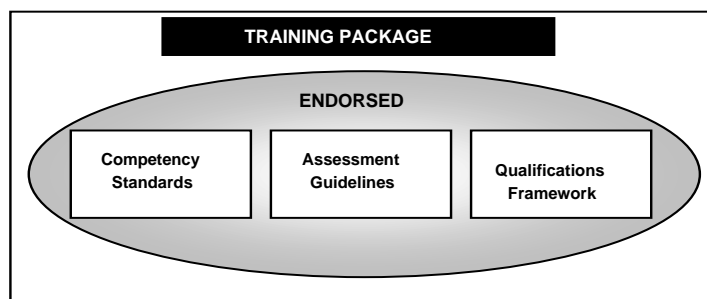 TRAINING PACKAGE
ENDORSED
Competency
Standards
Assessment
Guidelines
Qualifications
Framework